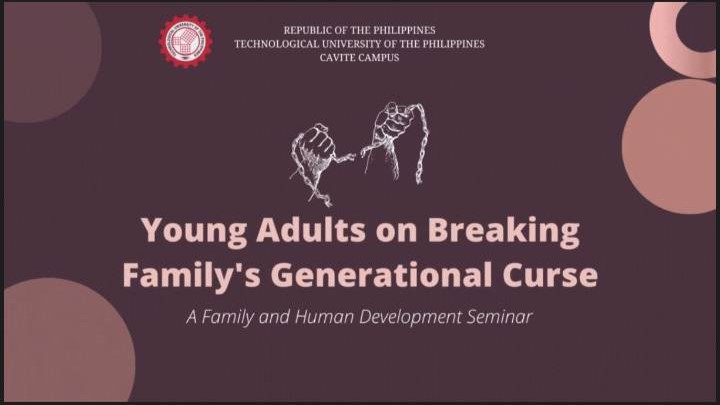 REPUBLIC OF THE PHILIPPINES
TECHNOLOGICAL UNIVERSITY OF THE PHILIPPINES
CAVITE CAMPUS
Young Adults on Breaking
Family's Generational Curse
A Family and Human Development Seminar